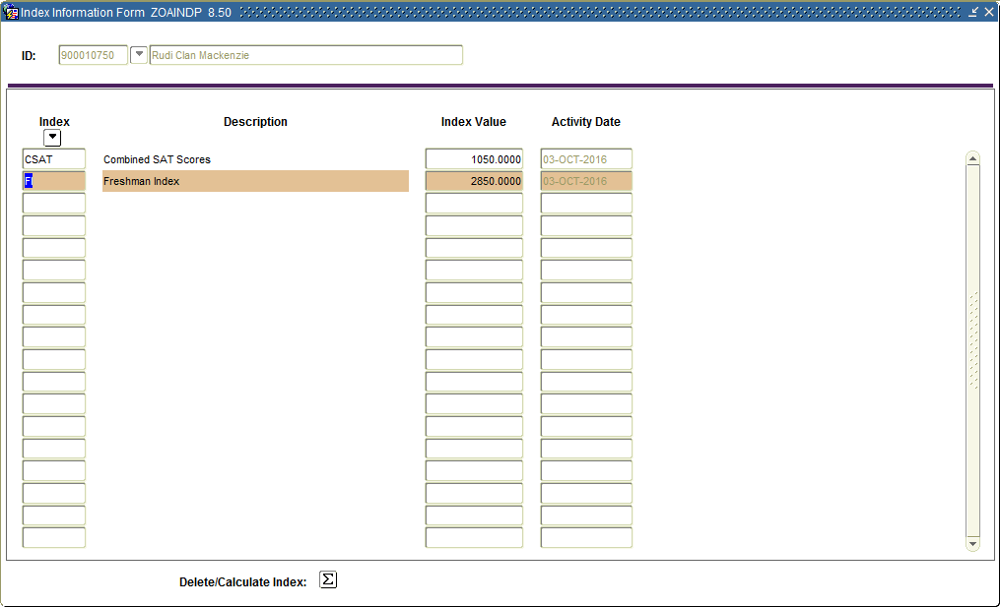 Index Information Form ZOAINDP 8.50
ID: 900010750 Rudi Clan Mackenzie
Index Description Index Value Activity Date
CSAT Combined SAT Scores 1050.0000 03-OCT-2016
F Freshman Index 2850.0000 03-OCT-2016
Delete/Calculate Index: Σ